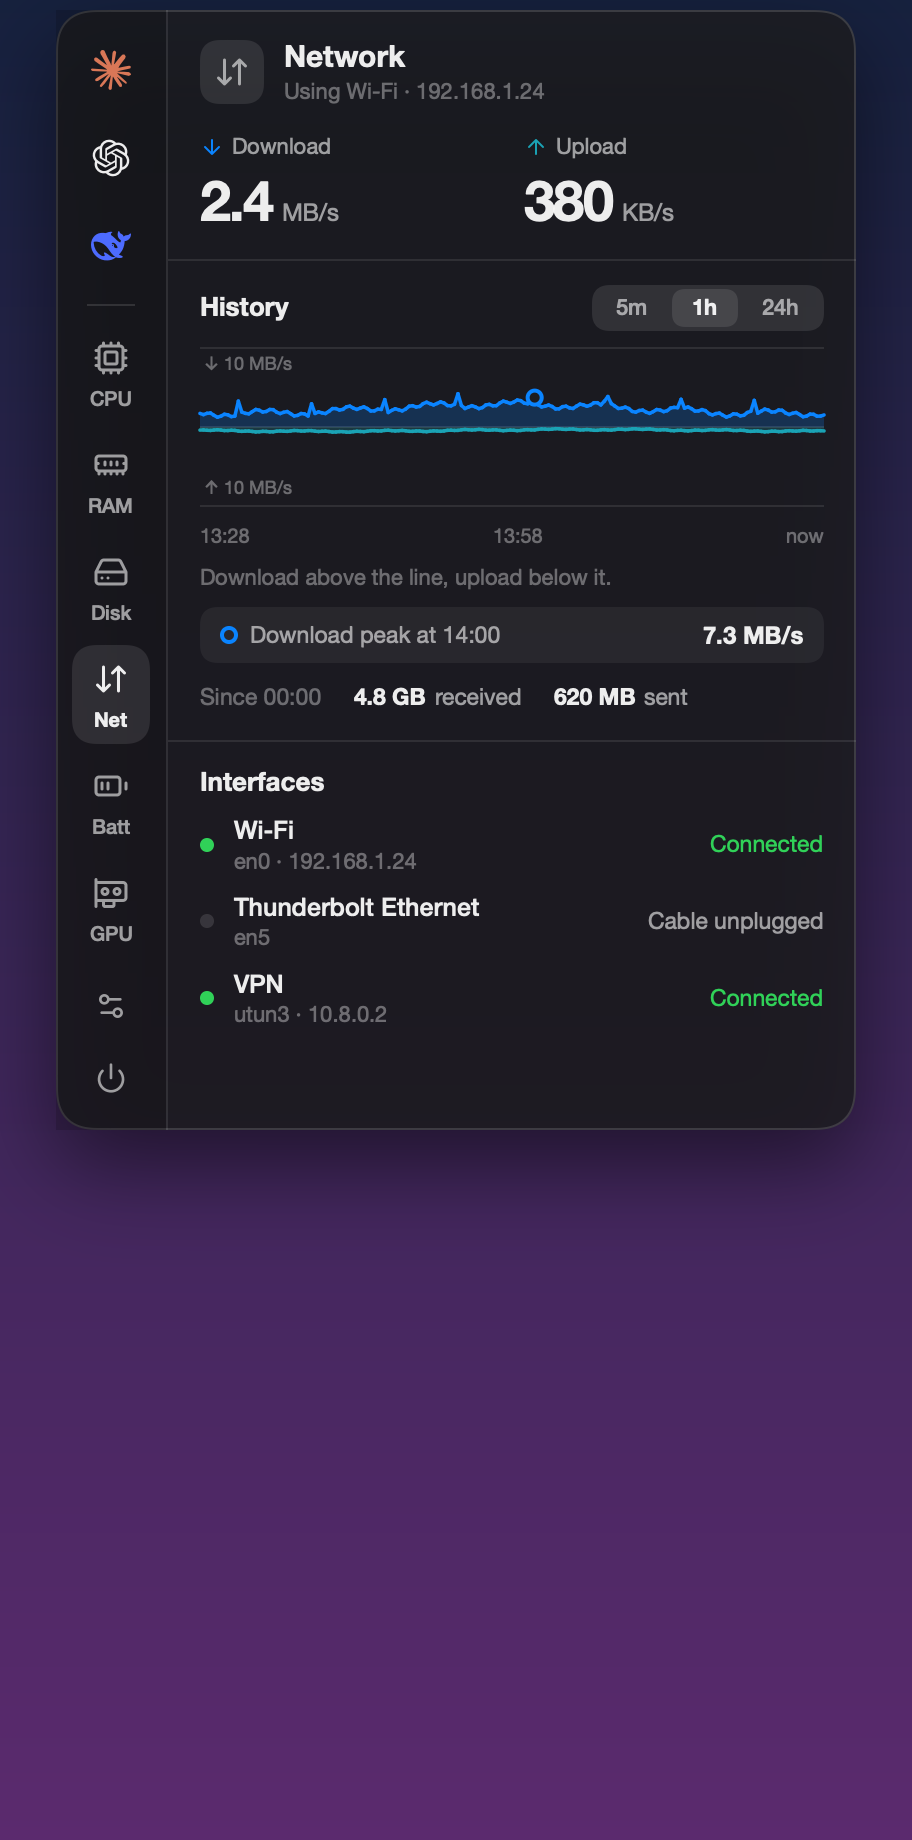 Network
Using Wi-Fi · 192.168.1.24
↓ Download
↑ Upload
2.4 MB/s
380 KB/s
History
5m 1h 24h
↓ 10 MB/s
↑ 10 MB/s
13:28 13:58 now
Download above the line, upload below it.
Download peak at 14:00 7.3 MB/s
Since 00:00 4.8 GB received 620 MB sent
Interfaces
Wi-Fi
en0 · 192.168.1.24
Connected
Thunderbolt Ethernet
en5
Cable unplugged
VPN
utun3 · 10.8.0.2
Connected
CPU
RAM
Disk
Net
Batt
GPU